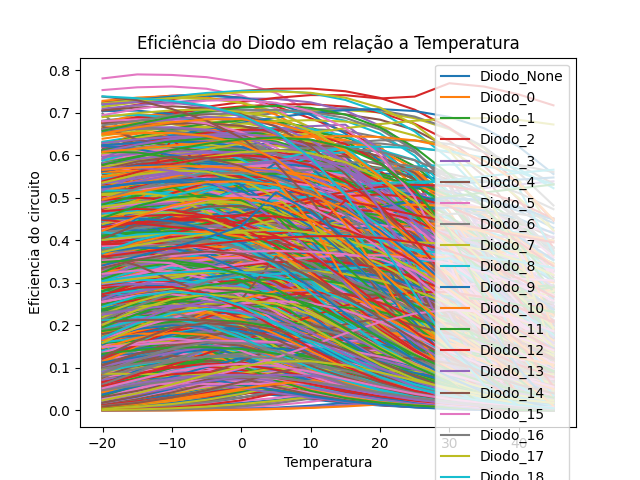 Eficiência do Diodo em relação a Temperatura
Eficiencia do circuito
0.8
0.7
0.6
0.5
0.4
0.3
0.2
0.1
0.0
−20
−10
0
10
20
30
40
Temperatura
Diodo_None
Diodo_0
Diodo_1
Diodo_2
Diodo_3
Diodo_4
Diodo_5
Diodo_6
Diodo_7
Diodo_8
Diodo_9
Diodo_10
Diodo_11
Diodo_12
Diodo_13
Diodo_14
Diodo_15
Diodo_16
Diodo_17
Diodo_18